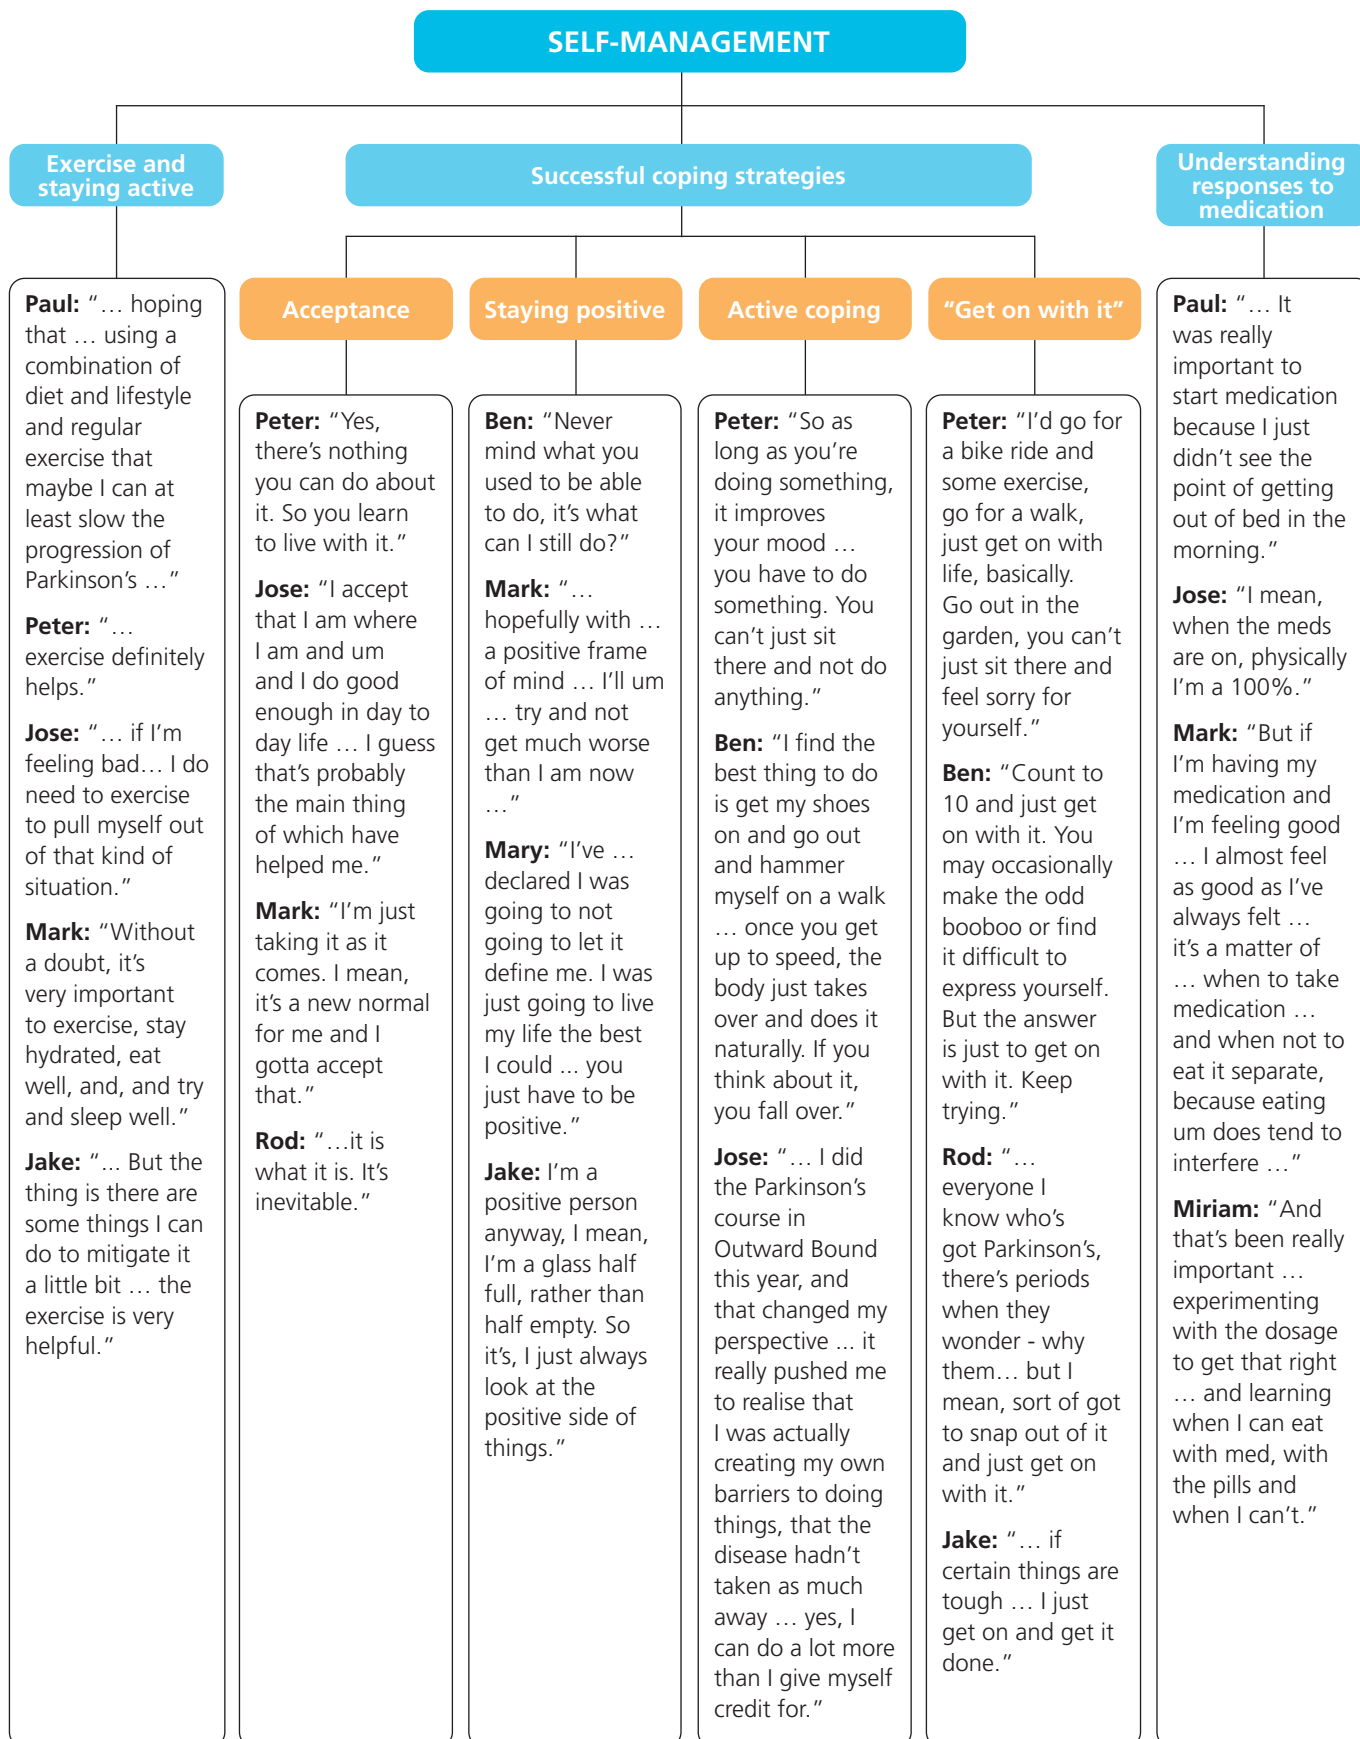 SELF-MANAGEMENT
Exercise and
staying active
Successful coping strategies
Understanding
responses to
medication
Paul: “… hoping
that … using a
combination of
diet and lifestyle
and regular
exercise that
maybe I can at
least slow the
progression of
Parkinson’s …”
Peter: “…
exercise definitely
helps.”
Jose: “… if I’m
feeling bad… I do
need to exercise
to pull myself out
of that kind of
situation.”
Mark: “Without
a doubt, it’s
very important
to exercise, stay
hydrated, eat
well, and, and try
and sleep well.”
Jake: “... But the
thing is there are
some things I can
do to mitigate it
a little bit … the
exercise is very
helpful.”
Acceptance
Peter: “Yes,
there’s nothing
you can do about
it. So you learn
to live with it.”
Jose: “I accept
that I am where
I am and um
and I do good
enough in day to
day life … I guess
that’s probably
the main thing
of which have
helped me.”
Mark: “I’m just
taking it as it
comes. I mean,
it’s a new normal
for me and I
gotta accept
that.”
Rod: “…it is
what it is. It’s
inevitable.”
Staying positive
Ben: “Never
mind what you
used to be able
to do, it’s what
can I still do?”
Mark: “…
hopefully with …
a positive frame
of mind … I’ll um
… try and not
get much worse
than I am now
…”
Mary: “I’ve …
declared I was
going to not
going to let it
define me. I was
just going to live
my life the best
I could ... you
just have to be
positive.”
Jake: I’m a
positive person
anyway, I mean,
I’m a glass half
full, rather than
half empty. So
it’s, I just always
look at the
positive side of
things.”
Active coping
Peter: “So as
long as you’re
doing something,
it improves
your mood …
you have to do
something. You
can’t just sit
there and not do
anything.”
Ben: “I find the
best thing to do
is get my shoes
on and go out
and hammer
myself on a walk
… once you get
up to speed, the
body just takes
over and does it
naturally. If you
think about it,
you fall over.”
Jose: “… I did
the Parkinson’s
course in
Outward Bound
this year, and
that changed my
perspective ... it
really pushed me
to realise that
I was actually
creating my own
barriers to doing
things, that the
disease hadn’t
taken as much
away … yes, I
can do a lot more
than I give myself
credit for.”
“Get on with it”
Peter: “I’d go for
a bike ride and
some exercise,
go for a walk,
just get on with
life, basically.
Go out in the
garden, you can’t
just sit there and
feel sorry for
yourself.”
Ben: “Count to
10 and just get
on with it. You
may occasionally
make the odd
booboo or find
it difficult to
express yourself.
But the answer
is just to get on
with it. Keep
trying.”
Rod: “…
everyone I
know who’s
got Parkinson’s,
there’s periods
when they
wonder - why
them… but I
mean, sort of got
to snap out of it
and just get on
with it.”
Jake: “… if
certain things are
tough … I just
get on and get it
done.”
Paul: “… It
was really
important to
start medication
because I just
didn’t see the
point of getting
out of bed in the
morning.”
Jose: “I mean,
when the meds
are on, physically
I’m a 100%.”
Mark: “But if
I’m having my
medication and
I’m feeling good
… I almost feel
as good as I’ve
always felt …
it’s a matter of
… when to take
medication …
and when not to
eat it separate,
because eating
um does tend to
interfere …”
Miriam: “And
that’s been really
important …
experimenting
with the dosage
to get that right
… and learning
when I can eat
with med, with
the pills and
when I can’t.”